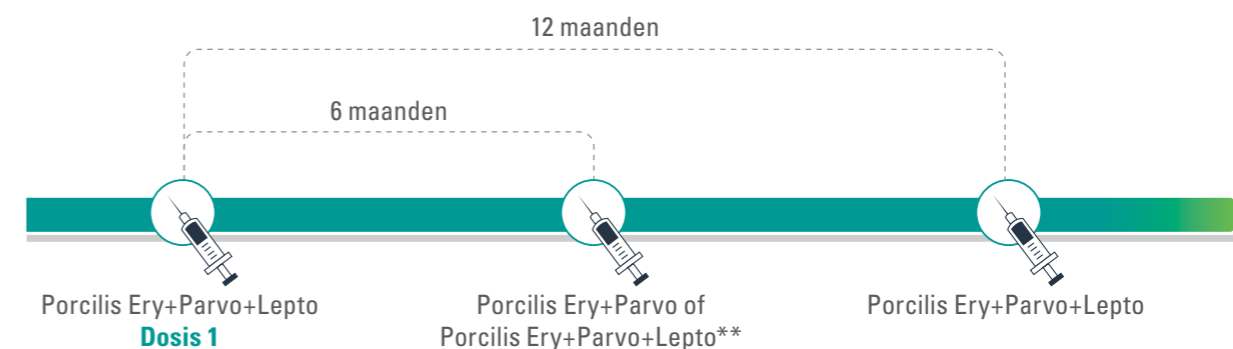 12 maanden
6 maanden
Porcilis Ery+Parvo+Lepto
Dosis 1
Porcilis Ery+Parvo of
Porcilis Ery+Parvo+Lepto**
Porcilis Ery+Parvo+Lepto